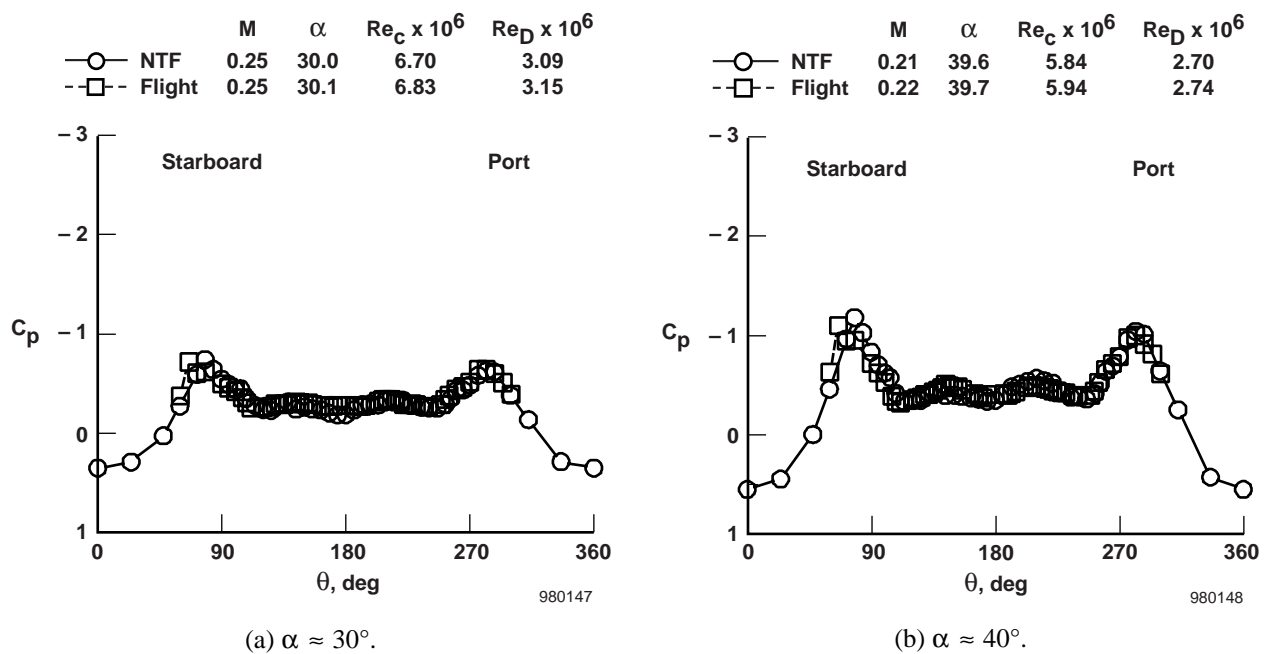 M α Re_c x 10^6 Re_D x 10^6
NTF 0.25 30.0 6.70 3.09
Flight 0.25 30.1 6.83 3.15
– 3
Starboard Port
– 2
– 1
C_p
0
1
0 90 180 270 360
θ, deg
980147
(a) α ≈ 30°.
M α Re_c x 10^6 Re_D x 10^6
NTF 0.21 39.6 5.84 2.70
Flight 0.22 39.7 5.94 2.74
– 3
Starboard Port
– 2
– 1
C_p
0
1
0 90 180 270 360
θ, deg
980148
(b) α ≈ 40°.